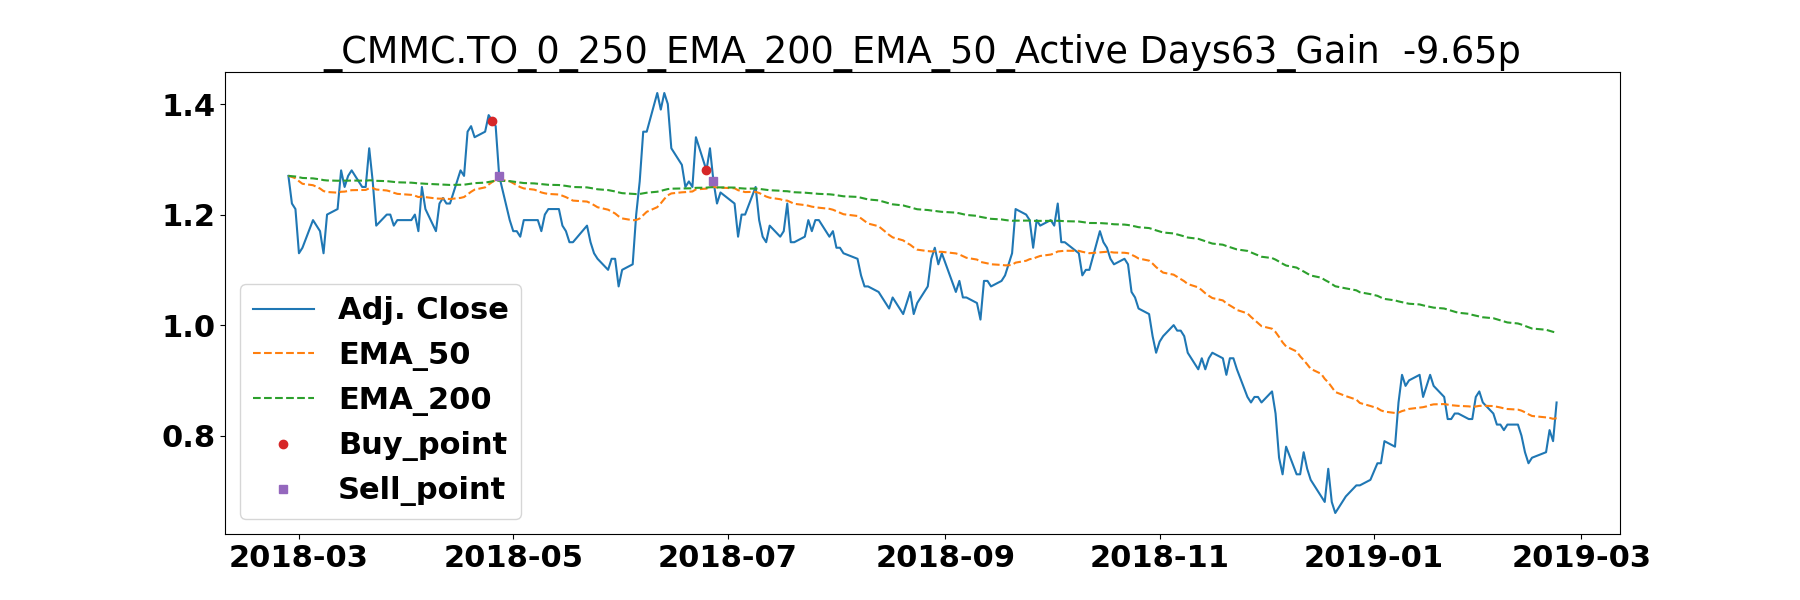 _CMMC.TO_0_250_EMA_200_EMA_50_Active Days63_Gain  -9.65p
1.4
1.2
1.0
0.8
Adj. Close
EMA_50
EMA_200
Buy_point
Sell_point
2018-03 2018-05 2018-07 2018-09 2018-11 2019-01 2019-03